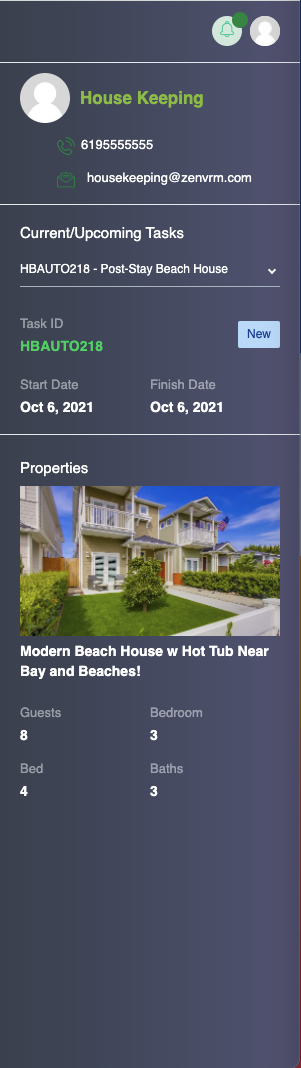 House Keeping
6195555555
housekeeping@zenvrm.com
Current/Upcoming Tasks
HBAUTO218 - Post-Stay Beach House
Task ID
New
HBAUTO218
Start Date Finish Date
Oct 6, 2021 Oct 6, 2021
Properties
Modern Beach House w Hot Tub Near
Bay and Beaches!
Guests Bedroom
8 3
Bed Baths
4 3